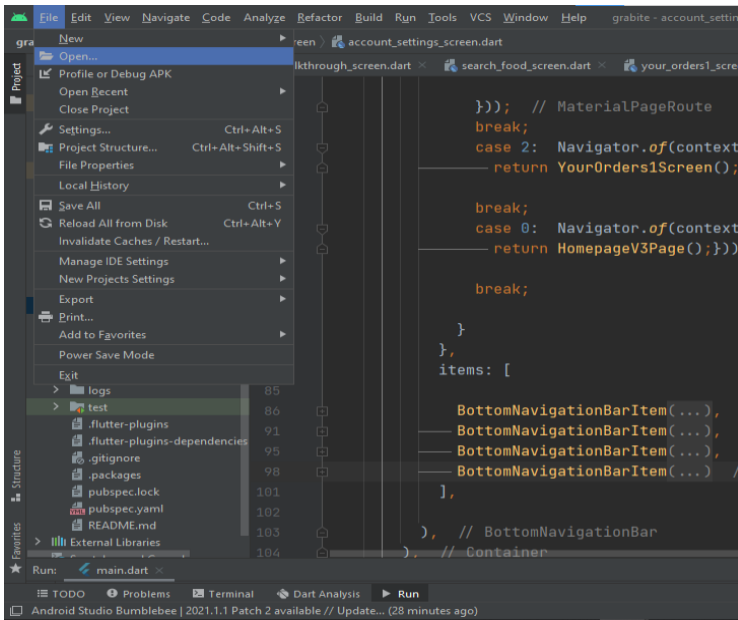 File Edit View Navigate Code Analyze Refactor Build Run Tools VCS Window Help grabite - account_settin
gra
reen account_settings_screen.dart
lkthrough_screen.dart search_food_screen.dart your_orders1_scre
Project
New
Open...
Profile or Debug APK
Open Recent
Close Project
Settings... Ctrl+Alt+S
Project Structure... Ctrl+Alt+Shift+S
File Properties
Local History
Save All Ctrl+S
Reload All from Disk Ctrl+Alt+Y
Invalidate Caches / Restart...
Manage IDE Settings
New Projects Settings
Export
Print...
Add to Favorites
Power Save Mode
Exit
logs
test
.flutter-plugins
.flutter-plugins-dependencies
.gitignore
.packages
pubspec.lock
pubspec.yaml
README.md
External Libraries
Structure
Favorites
})); // MaterialPageRoute
break;
case 2: Navigator.of(context
return YourOrders1Screen();
break;
case 0: Navigator.of(context
return HomepageV3Page();}))
break;
}
},
items: [
85
86 BottomNavigationBarItem(...),
91 BottomNavigationBarItem(...),
95 BottomNavigationBarItem(...),
98 BottomNavigationBarItem(...) /
101 ],
102
103 ), // BottomNavigationBar
104 ), // Container
Run: main.dart
TODO Problems Terminal Dart Analysis Run
Android Studio Bumblebee | 2021.1.1 Patch 2 available // Update... (28 minutes ago)